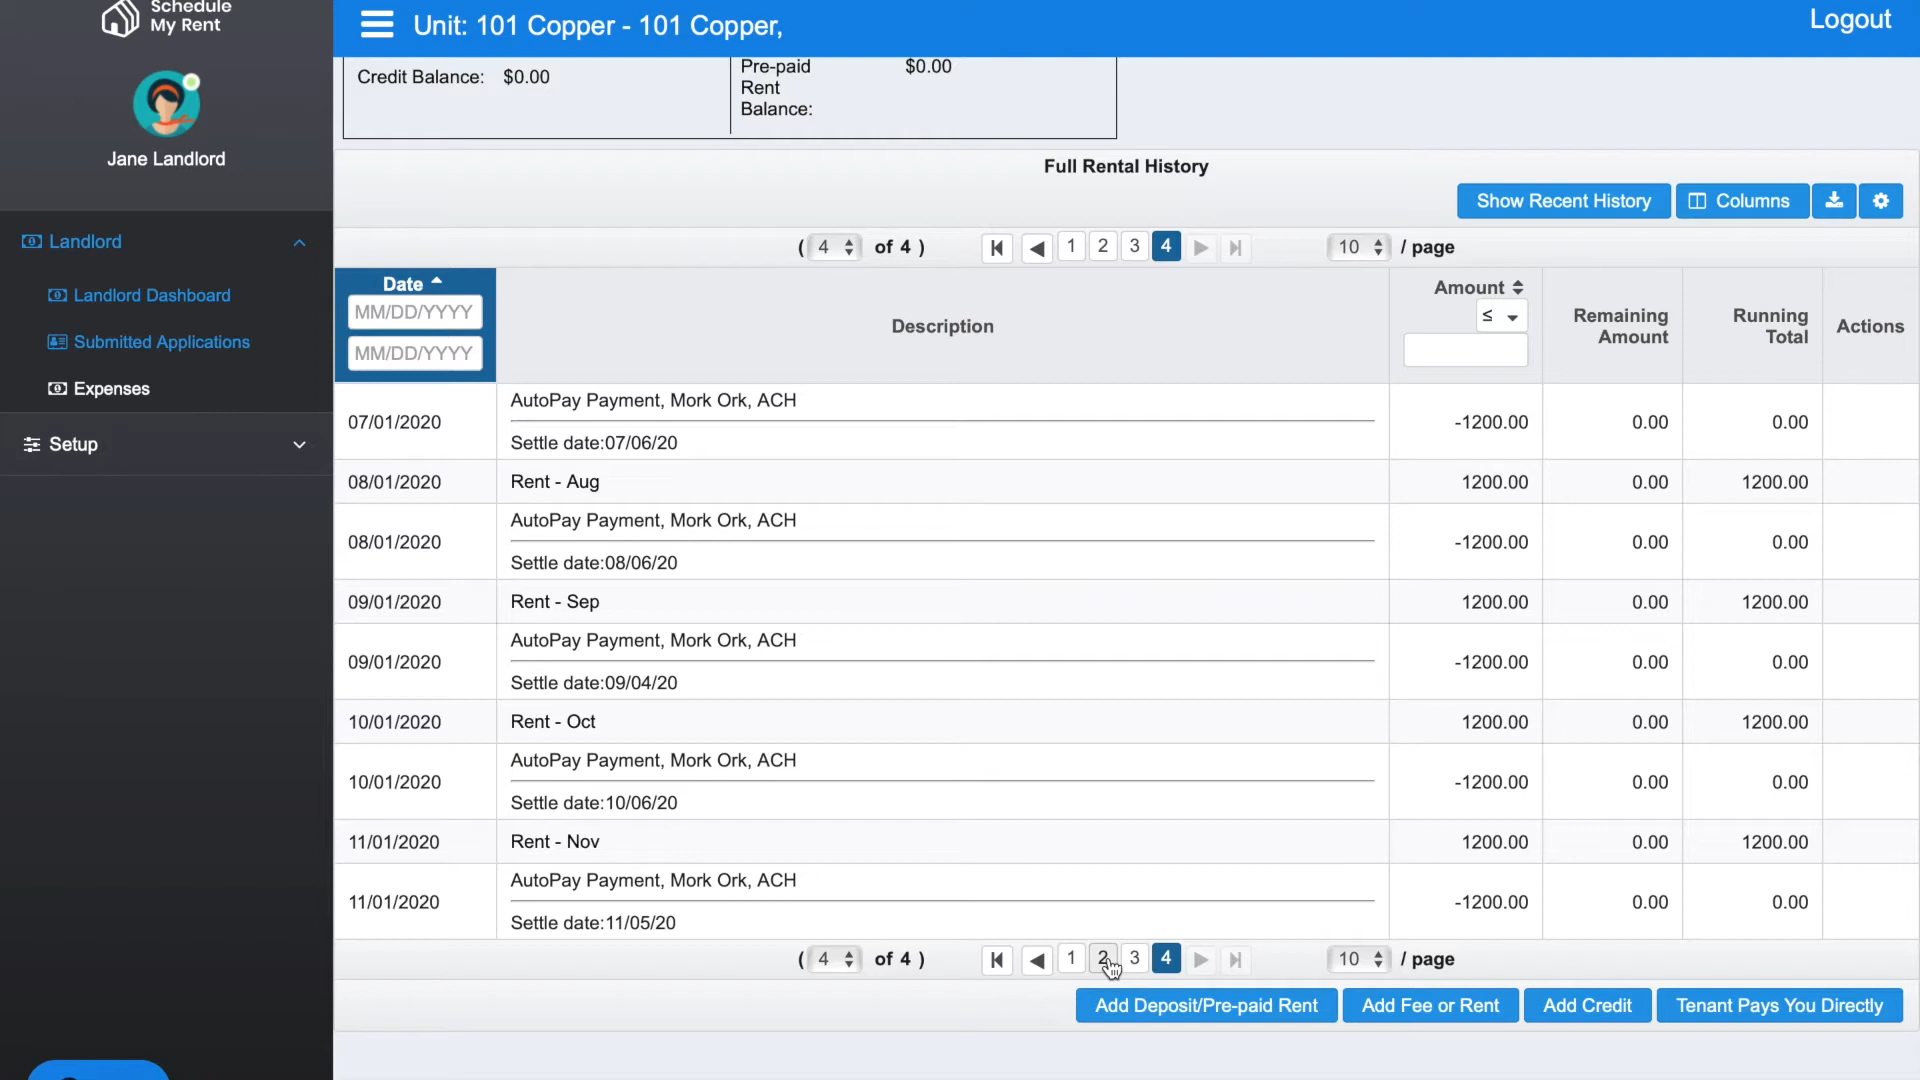 Schedule
My Rent
Unit: 101 Copper - 101 Copper,
Logout
Jane Landlord
Landlord
Landlord Dashboard
Submitted Applications
Expenses
Setup
Credit Balance: $0.00
Pre-paid $0.00
Rent
Balance:
Full Rental History
Show Recent History Columns
( 4 of 4 ) 1 2 3 4 10 / page
Date
MM/DD/YYYY
MM/DD/YYYY
Description
Amount
≤
Remaining
Amount
Running
Total
Actions
07/01/2020 AutoPay Payment, Mork Ork, ACH -1200.00 0.00 0.00
Settle date:07/06/20
08/01/2020 Rent - Aug 1200.00 0.00 1200.00
08/01/2020 AutoPay Payment, Mork Ork, ACH -1200.00 0.00 0.00
Settle date:08/06/20
09/01/2020 Rent - Sep 1200.00 0.00 1200.00
09/01/2020 AutoPay Payment, Mork Ork, ACH -1200.00 0.00 0.00
Settle date:09/04/20
10/01/2020 Rent - Oct 1200.00 0.00 1200.00
10/01/2020 AutoPay Payment, Mork Ork, ACH -1200.00 0.00 0.00
Settle date:10/06/20
11/01/2020 Rent - Nov 1200.00 0.00 1200.00
11/01/2020 AutoPay Payment, Mork Ork, ACH -1200.00 0.00 0.00
Settle date:11/05/20
( 4 of 4 ) 1 2 3 4 10 / page
Add Deposit/Pre-paid Rent Add Fee or Rent Add Credit Tenant Pays You Directly